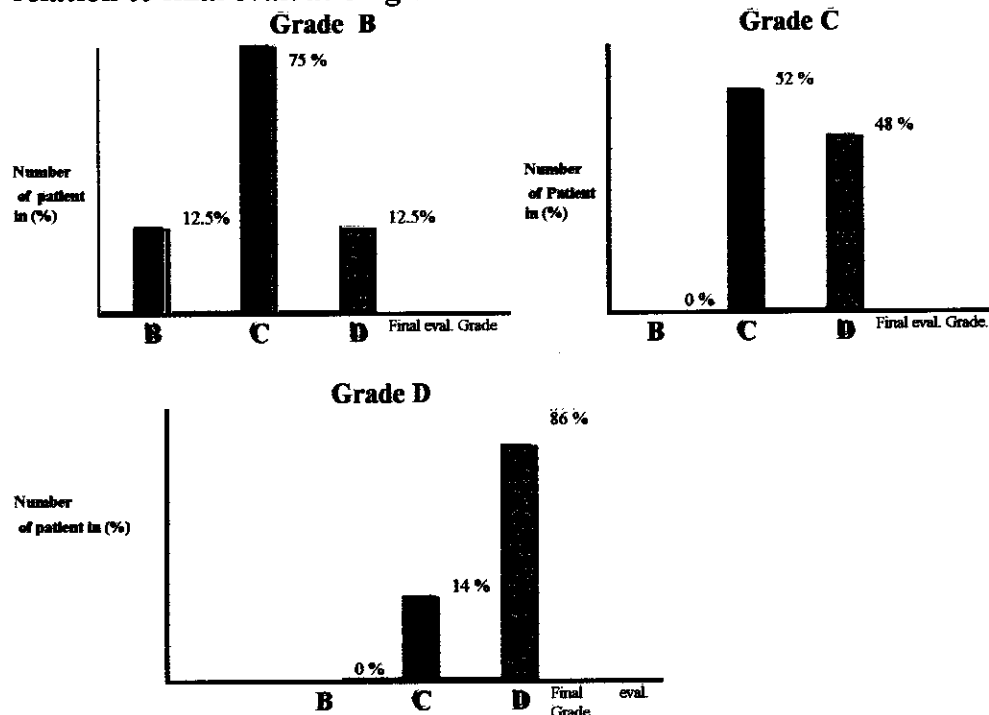 Grade B
75 %
Number
of patient
in (%)
12.5%
12.5%
B
C
D
Final eval. Grade
Grade C
52 %
48 %
Number
of Patient
in (%)
0 %
B
C
D
Final eval. Grade.
Grade D
86 %
Number
of patient in (%)
14 %
0 %
B
C
D
Final eval.
Grade